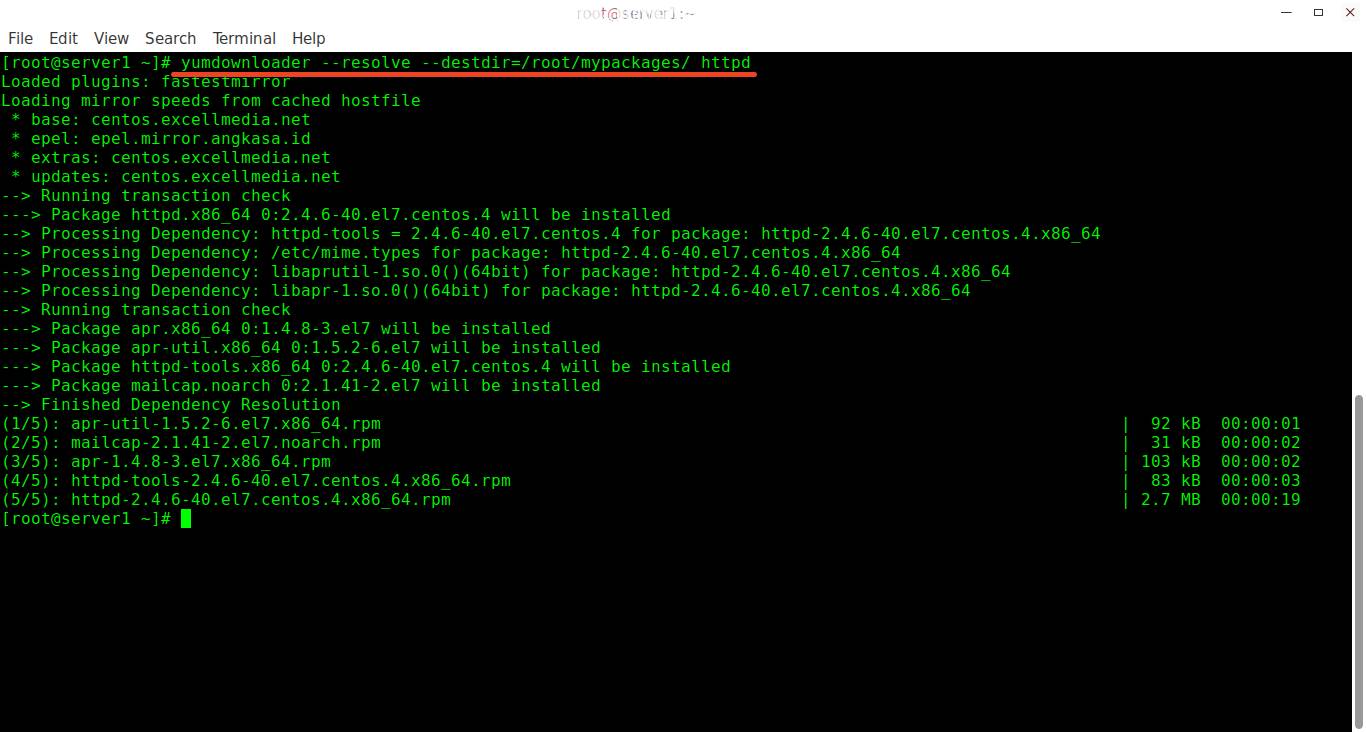 root@server1:~
File Edit View Search Terminal Help
[root@server1 ~]# yumdownloader --resolve --destdir=/root/mypackages/ httpd
Loaded plugins: fastestmirror
Loading mirror speeds from cached hostfile
 * base: centos.excellmedia.net
 * epel: epel.mirror.angkasa.id
 * extras: centos.excellmedia.net
 * updates: centos.excellmedia.net
--> Running transaction check
---> Package httpd.x86_64 0:2.4.6-40.el7.centos.4 will be installed
--> Processing Dependency: httpd-tools = 2.4.6-40.el7.centos.4 for package: httpd-2.4.6-40.el7.centos.4.x86_64
--> Processing Dependency: /etc/mime.types for package: httpd-2.4.6-40.el7.centos.4.x86_64
--> Processing Dependency: libaprutil-1.so.0()(64bit) for package: httpd-2.4.6-40.el7.centos.4.x86_64
--> Processing Dependency: libapr-1.so.0()(64bit) for package: httpd-2.4.6-40.el7.centos.4.x86_64
--> Running transaction check
---> Package apr.x86_64 0:1.4.8-3.el7 will be installed
---> Package apr-util.x86_64 0:1.5.2-6.el7 will be installed
---> Package httpd-tools.x86_64 0:2.4.6-40.el7.centos.4 will be installed
---> Package mailcap.noarch 0:2.1.41-2.el7 will be installed
--> Finished Dependency Resolution
(1/5): apr-util-1.5.2-6.el7.x86_64.rpm | 92 kB 00:00:01
(2/5): mailcap-2.1.41-2.el7.noarch.rpm | 31 kB 00:00:02
(3/5): apr-1.4.8-3.el7.x86_64.rpm | 103 kB 00:00:02
(4/5): httpd-tools-2.4.6-40.el7.centos.4.x86_64.rpm | 83 kB 00:00:03
(5/5): httpd-2.4.6-40.el7.centos.4.x86_64.rpm | 2.7 MB 00:00:19
[root@server1 ~]#